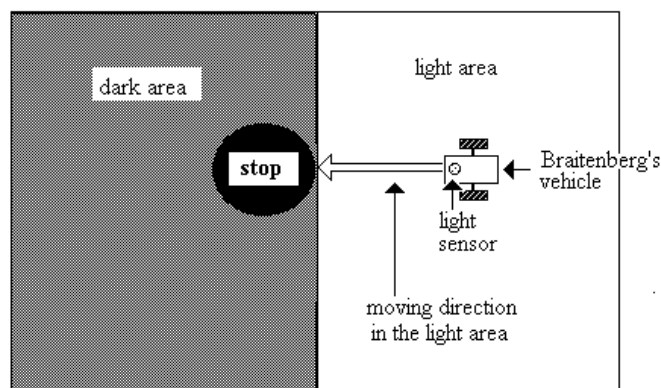 dark area
light area
stop
Braitenberg's
vehicle
light
sensor
moving direction
in the light area